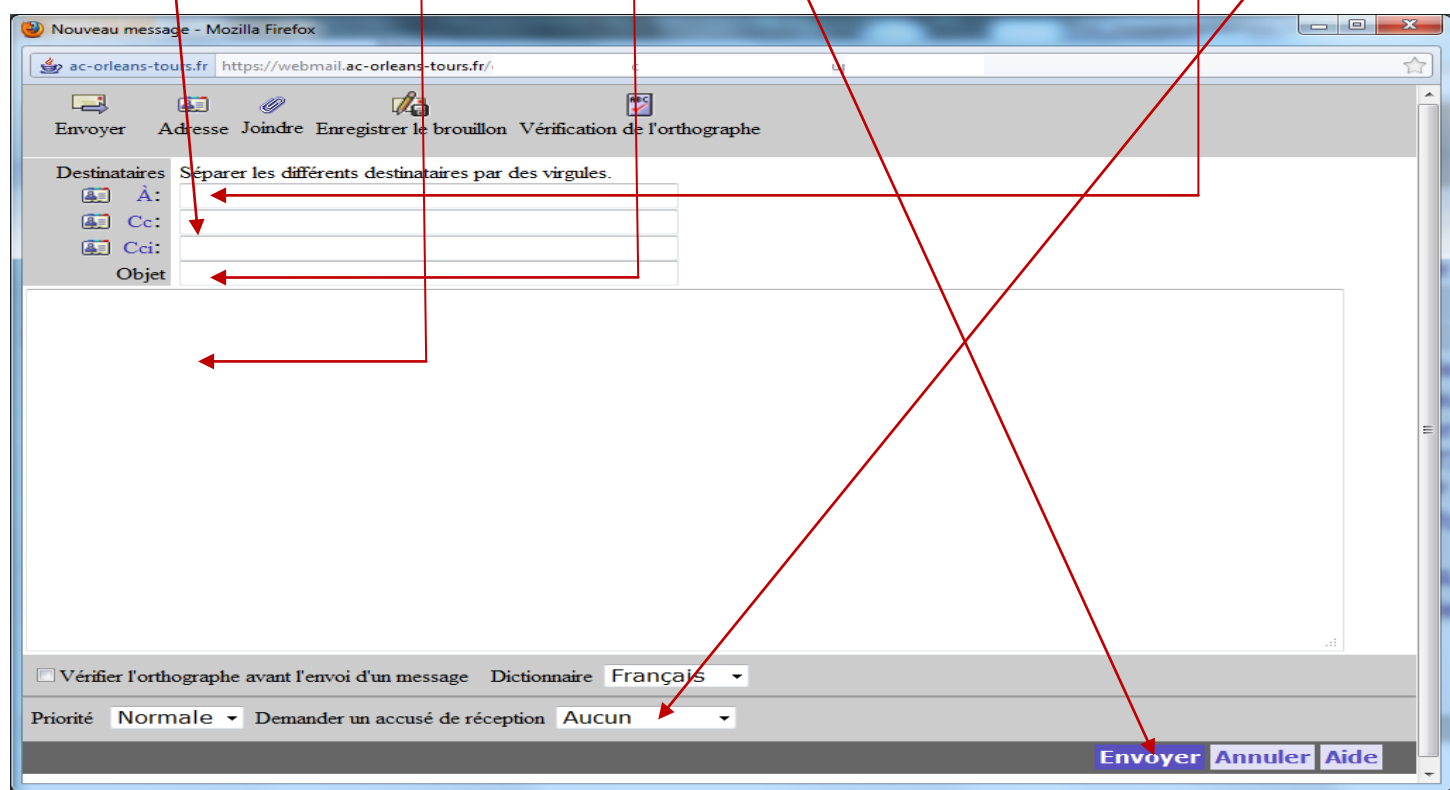 Nouveau message - Mozilla Firefox
ac-orleans-tours.fr https://webmail.ac-orleans-tours.fr/
Envoyer Adresse Joindre Enregistrer le brouillon Vérification de l'orthographe
Destinataires Séparer les différents destinataires par des virgules.
À:
Cc:
Cci:
Objet
Vérifier l'orthographe avant l'envoi d'un message Dictionnaire Français
Priorité Normale Demander un accusé de réception Aucun
Envoyer Annuler Aide